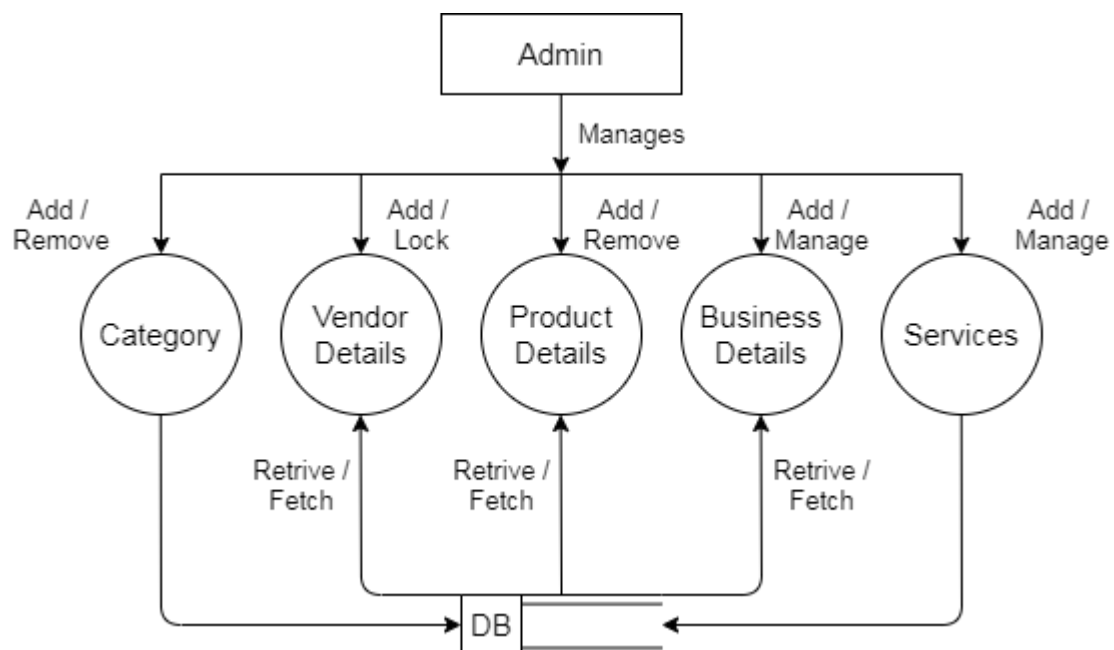 Admin
Manages
Add /
Remove
Add /
Lock
Add /
Remove
Add /
Manage
Add /
Manage
Category
Vendor
Details
Product
Details
Business
Details
Services
Retrive /
Fetch
Retrive /
Fetch
Retrive /
Fetch
DB